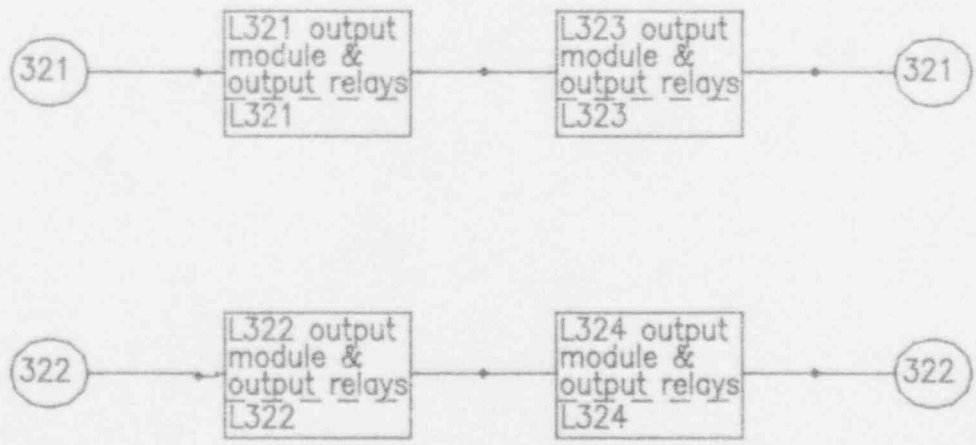 321
L321 output
module &
output relays
L321
L323 output
module &
output relays
L323
321
322
L322 output
module &
output relays
L322
L324 output
module &
output relays
L324
322